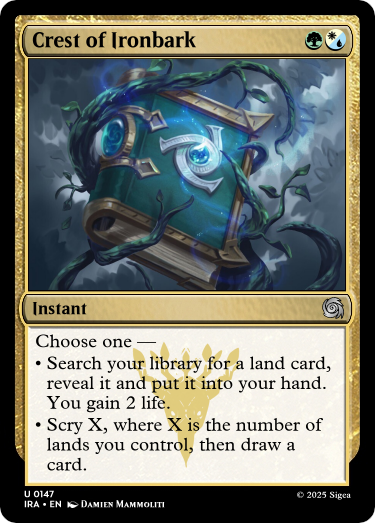 Crest of Ironbark
Instant
Choose one —
• Search your library for a land card,
reveal it and put it into your hand.
You gain 2 life.
• Scry X, where X is the number of
lands you control, then draw a
card.
U 0147
IRA • EN Damien Mammoliti
© 2025 Sigea